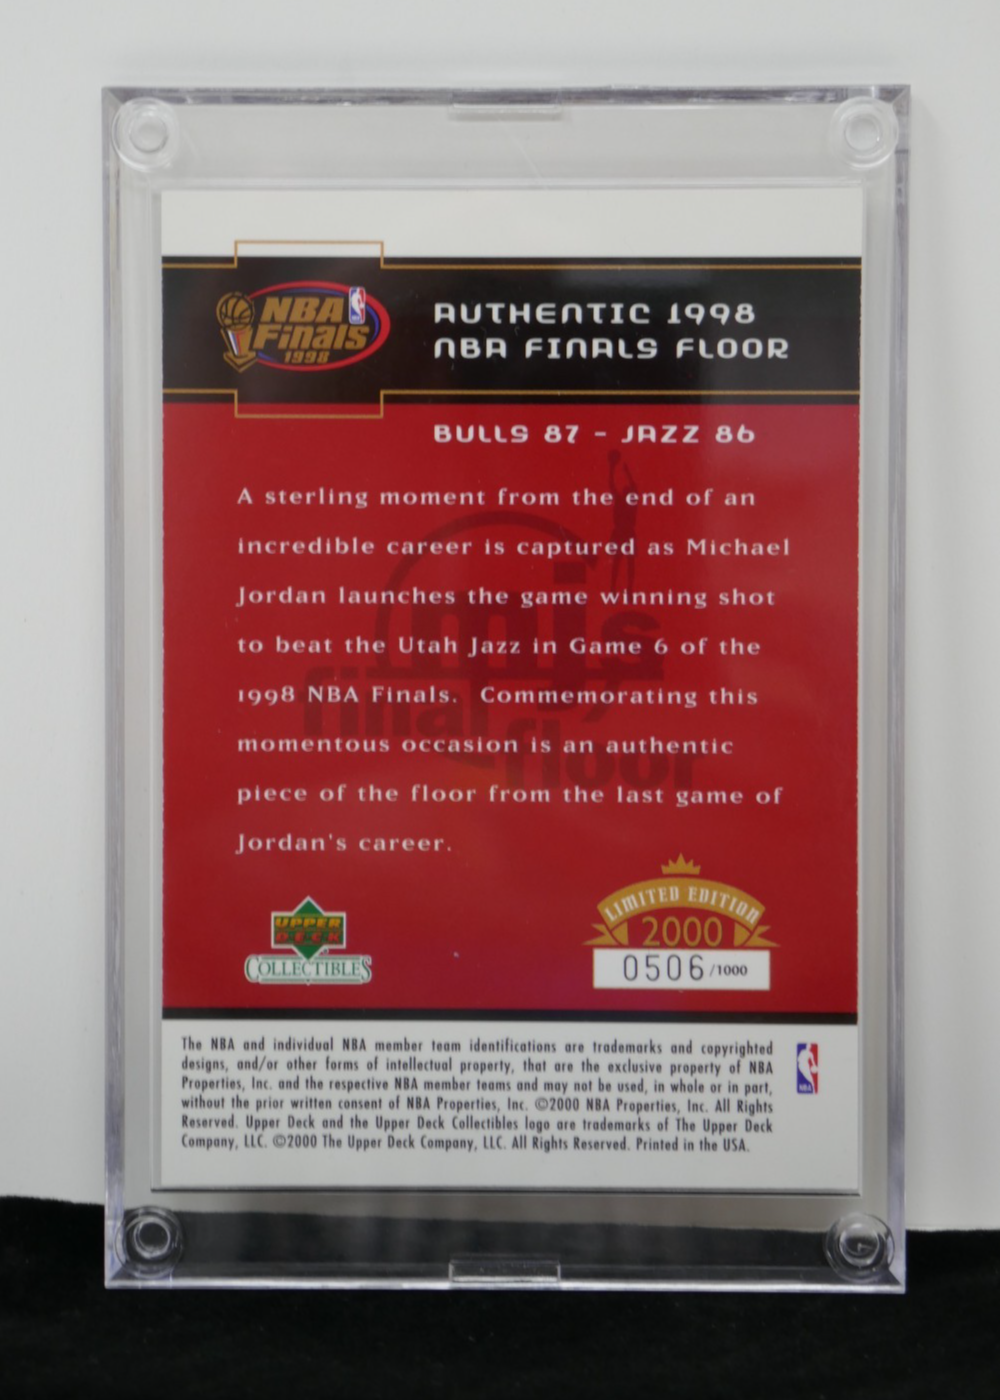 NBA
Finals
1998
AUTHENTIC 1998
NBA FINALS FLOOR
BULLS 87 - JAZZ 86
A sterling moment from the end of an
incredible career is captured as Michael
Jordan launches the game winning shot
to beat the Utah Jazz in Game 6 of the
1998 NBA Finals. Commemorating this
momentous occasion is an authentic
piece of the floor from the last game of
Jordan's career.
mj's
final
floor
UPPER
DECK
COLLECTIBLES
LIMITED EDITION
2000
0506/1000
The NBA and individual NBA member team identifications are trademarks and copyrighted
designs, and/or other forms of intellectual property, that are the exclusive property of NBA
Properties, Inc. and the respective NBA member teams and may not be used, in whole or in part,
without the prior written consent of NBA Properties, Inc. ©2000 NBA Properties, Inc. All Rights
Reserved. Upper Deck and the Upper Deck Collectibles logo are trademarks of The Upper Deck
Company, LLC. ©2000 The Upper Deck Company, LLC. All Rights Reserved. Printed in the USA.
NBA